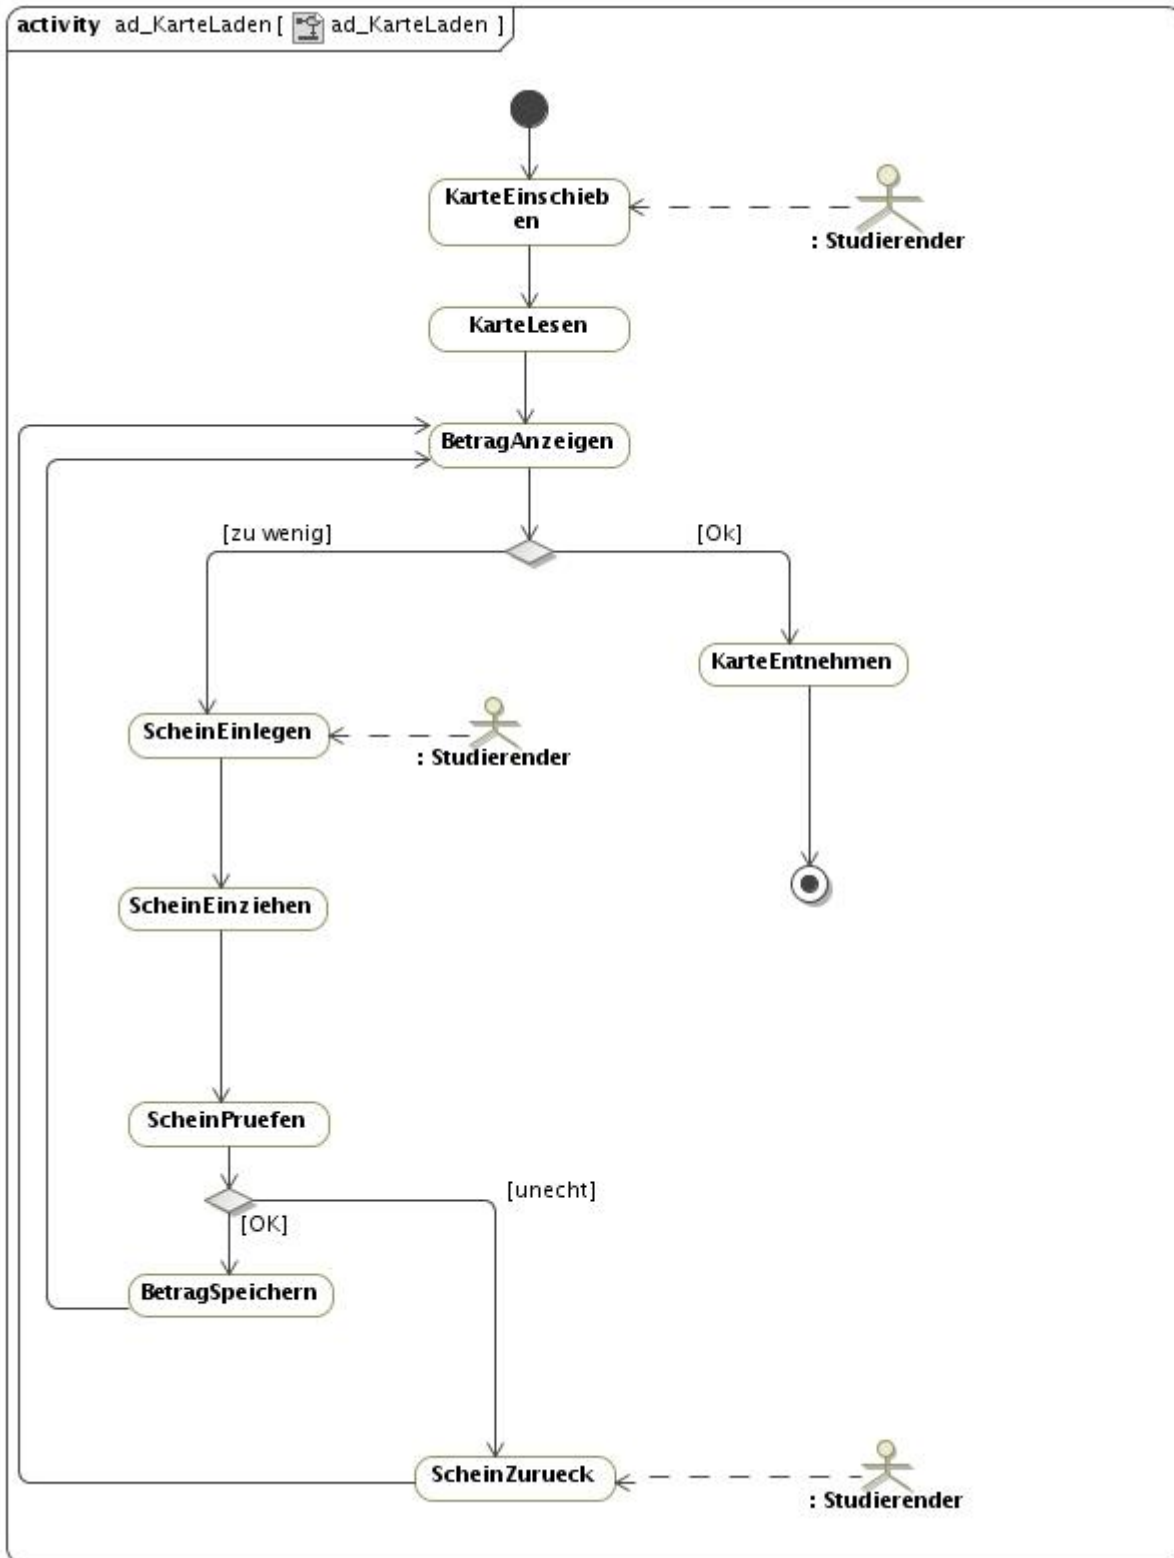 activity ad_KarteLaden [ ad_KarteLaden ]
KarteEinschieb
en
: Studierender
KarteLesen
BetragAnzeigen
[zu wenig]
[Ok]
KarteEntnehmen
ScheinEinlegen
: Studierender
ScheinEinziehen
ScheinPruefen
[unecht]
[OK]
BetragSpeichern
ScheinZurueck
: Studierender